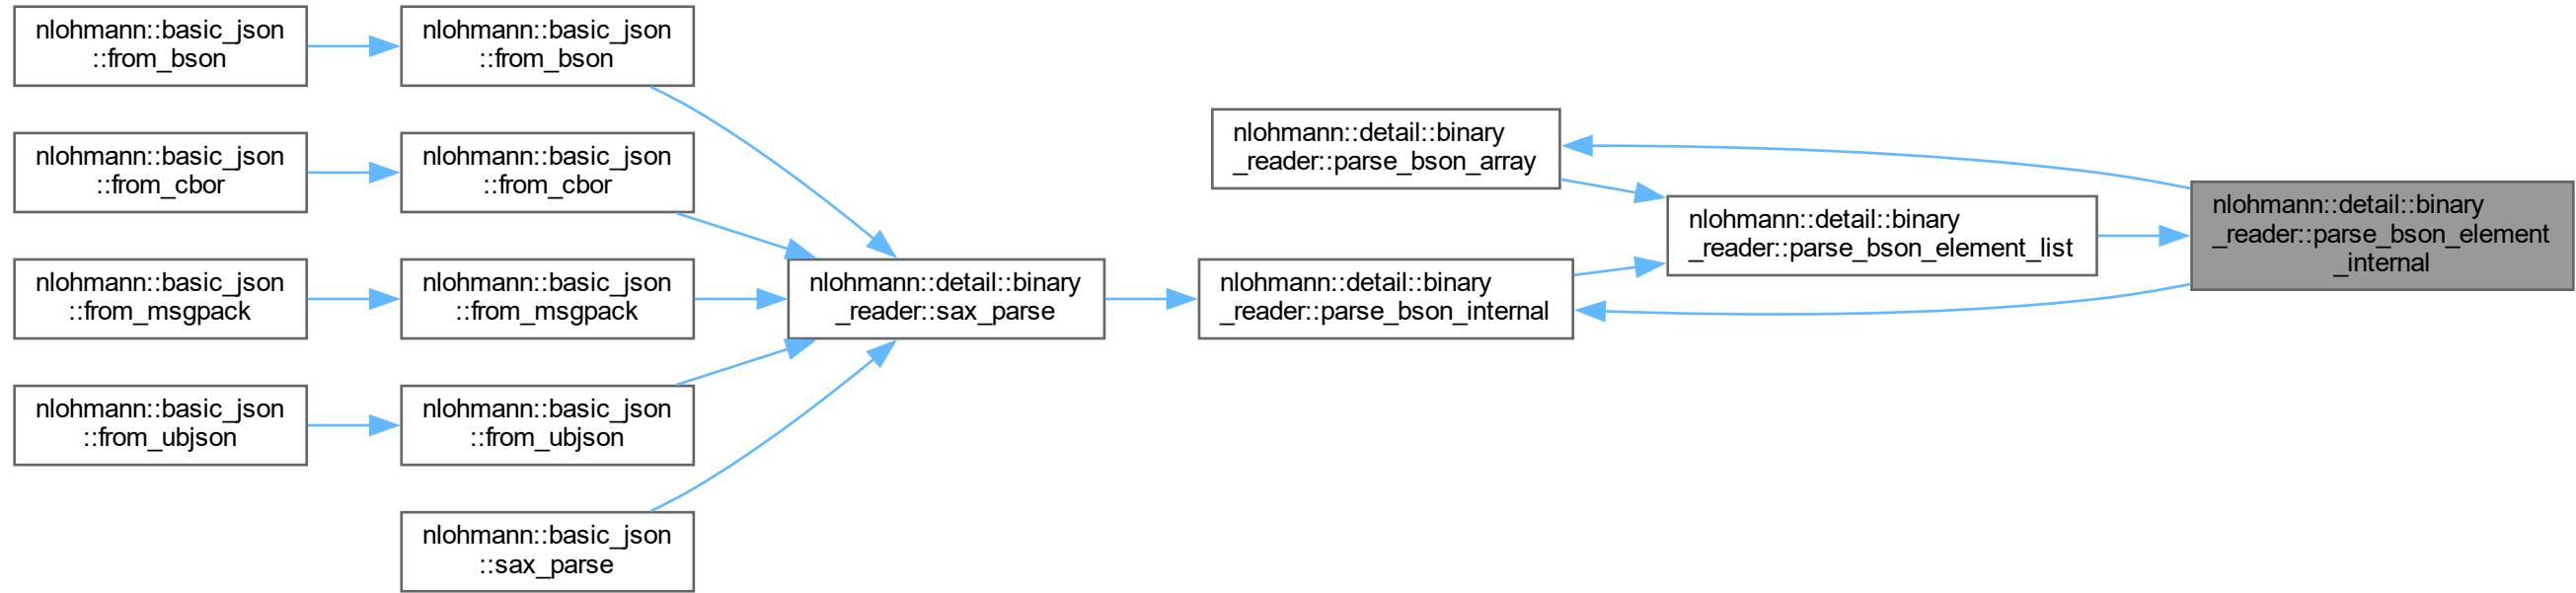 nlohmann::basic_json
::from_bson
nlohmann::basic_json
::from_bson
nlohmann::basic_json
::from_cbor
nlohmann::basic_json
::from_cbor
nlohmann::basic_json
::from_msgpack
nlohmann::basic_json
::from_msgpack
nlohmann::basic_json
::from_ubjson
nlohmann::basic_json
::from_ubjson
nlohmann::basic_json
::sax_parse
nlohmann::detail::binary
_reader::sax_parse
nlohmann::detail::binary
_reader::parse_bson_array
nlohmann::detail::binary
_reader::parse_bson_internal
nlohmann::detail::binary
_reader::parse_bson_element_list
nlohmann::detail::binary
_reader::parse_bson_element
_internal